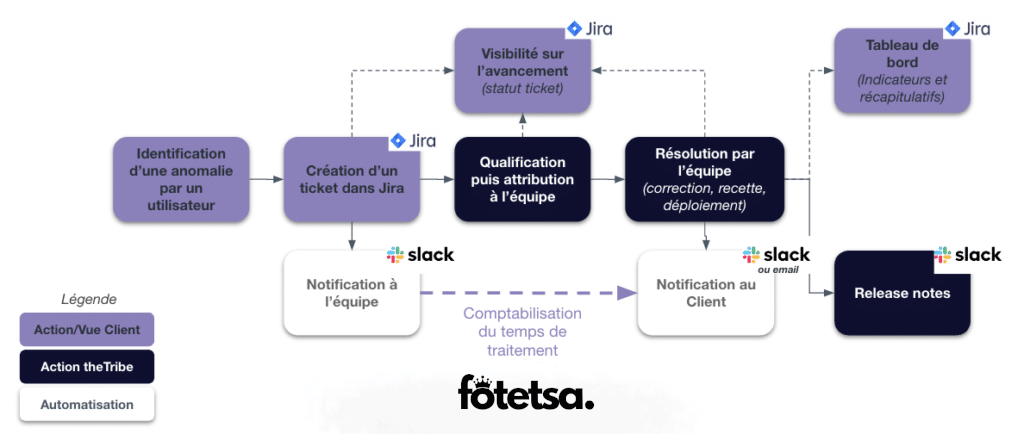 Jira
Visibilité sur
l'avancement
(statut ticket)
Jira
Tableau de
bord
(Indicateurs et
récapitulatifs)
Identification
d'une anomalie
par un
utilisateur
Jira
Création d'un
ticket dans Jira
Qualification
puis attribution
à l'équipe
Résolution par
l'équipe
(correction, recette,
déploiement)
slack
Notification à
l'équipe
slack
ou email
Notification au
Client
slack
Release notes
Comptabilisation
du temps de
traitement
Légende
Action/Vue Client
Action theTribe
Automatisation
fôtetsa.